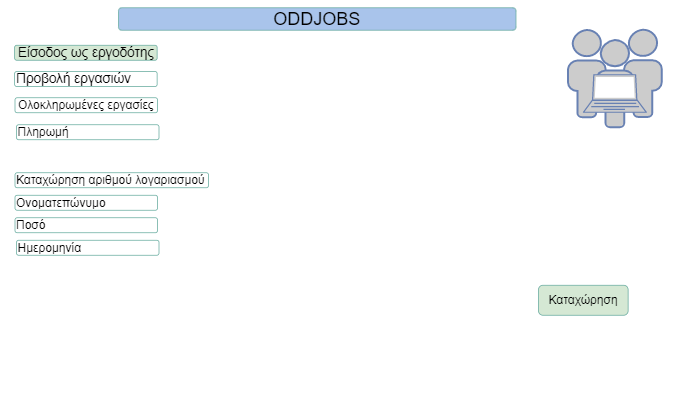 ODDJOBS
Είσοδος ως εργοδότης
Προβολή εργασιών
Ολοκληρωμένες εργασίες
Πληρωμή
Καταχώρηση αριθμού λογαριασμού
Ονοματεπώνυμο
Ποσό
Ημερομηνία
Καταχώρηση